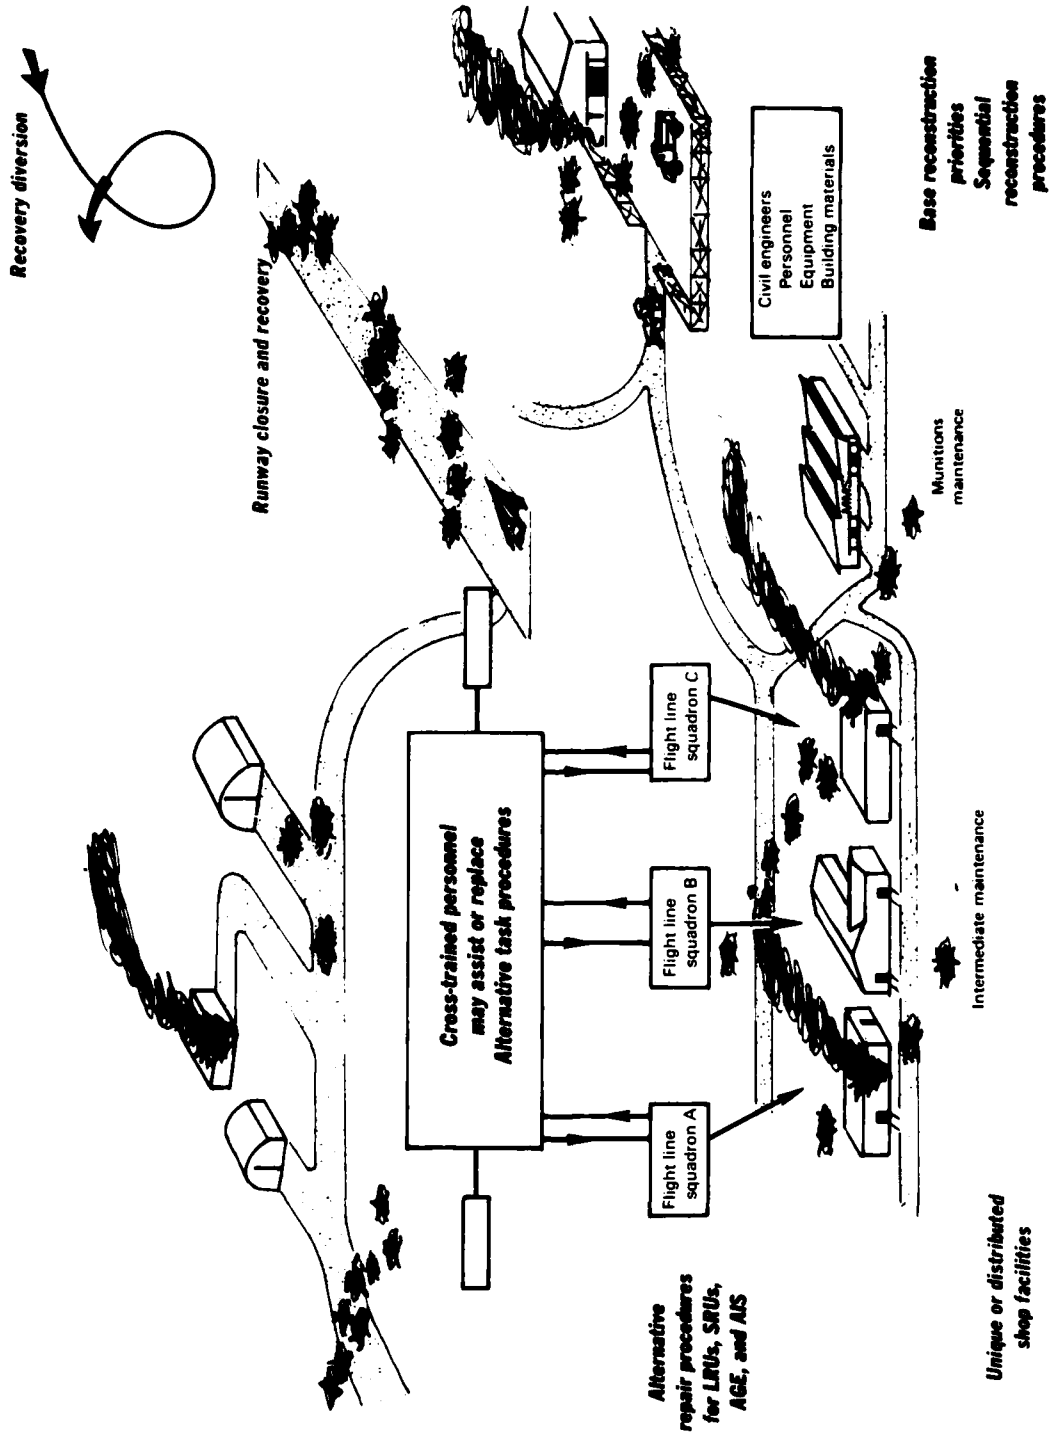 Recovery diversion
Runway closure and recovery
Cross-trained personnel
may assist or replace
Alternative task procedures
Flight line
squadron A
Flight line
squadron B
Flight line
squadron C
Alternative
repair procedures
for LRUs, SRUs,
AGE, and AIS
Civil engineers
Personnel
Equipment
Building materials
Base reconstruction
priorities
Sequential
reconstruction
procedures
MMS
Munitions
maintenance
Intermediate maintenance
Unique or distributed
shop facilities